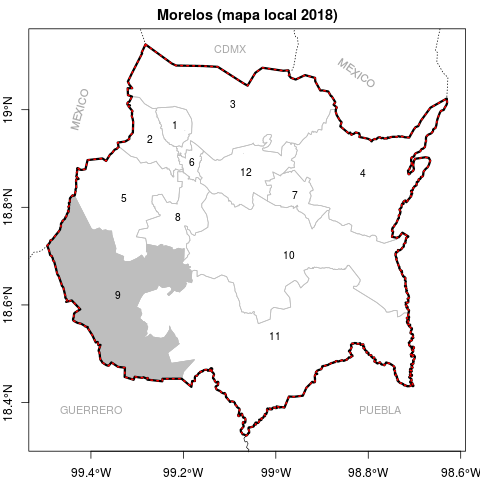 Morelos (mapa local 2018)
CDMX
MEXICO
MEXICO
3
1
2
6
12
4
5
7
8
10
9
11
GUERRERO
PUEBLA
19°N
18.8°N
18.6°N
18.4°N
99.4°W
99.2°W
99°W
98.8°W
98.6°W